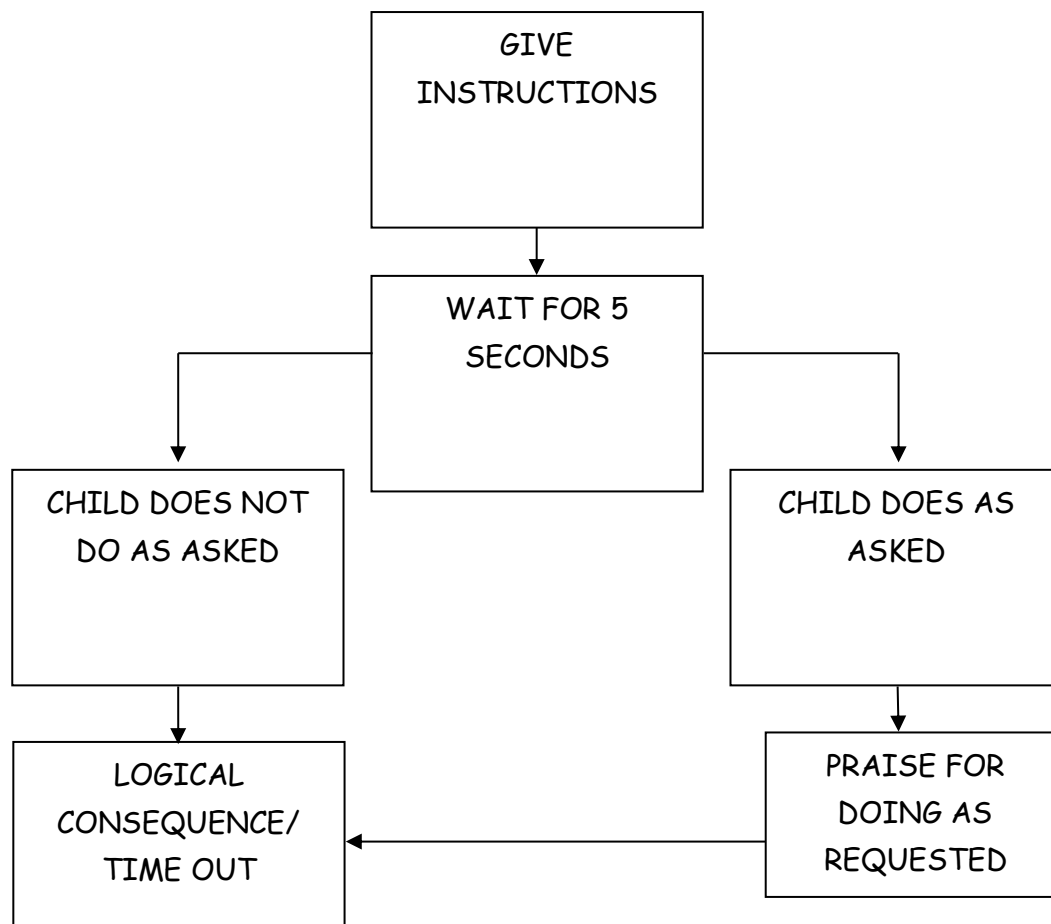 GIVE
INSTRUCTIONS
WAIT FOR 5
SECONDS
CHILD DOES NOT
DO AS ASKED
CHILD DOES AS
ASKED
LOGICAL
CONSEQUENCE/
TIME OUT
PRAISE FOR
DOING AS
REQUESTED